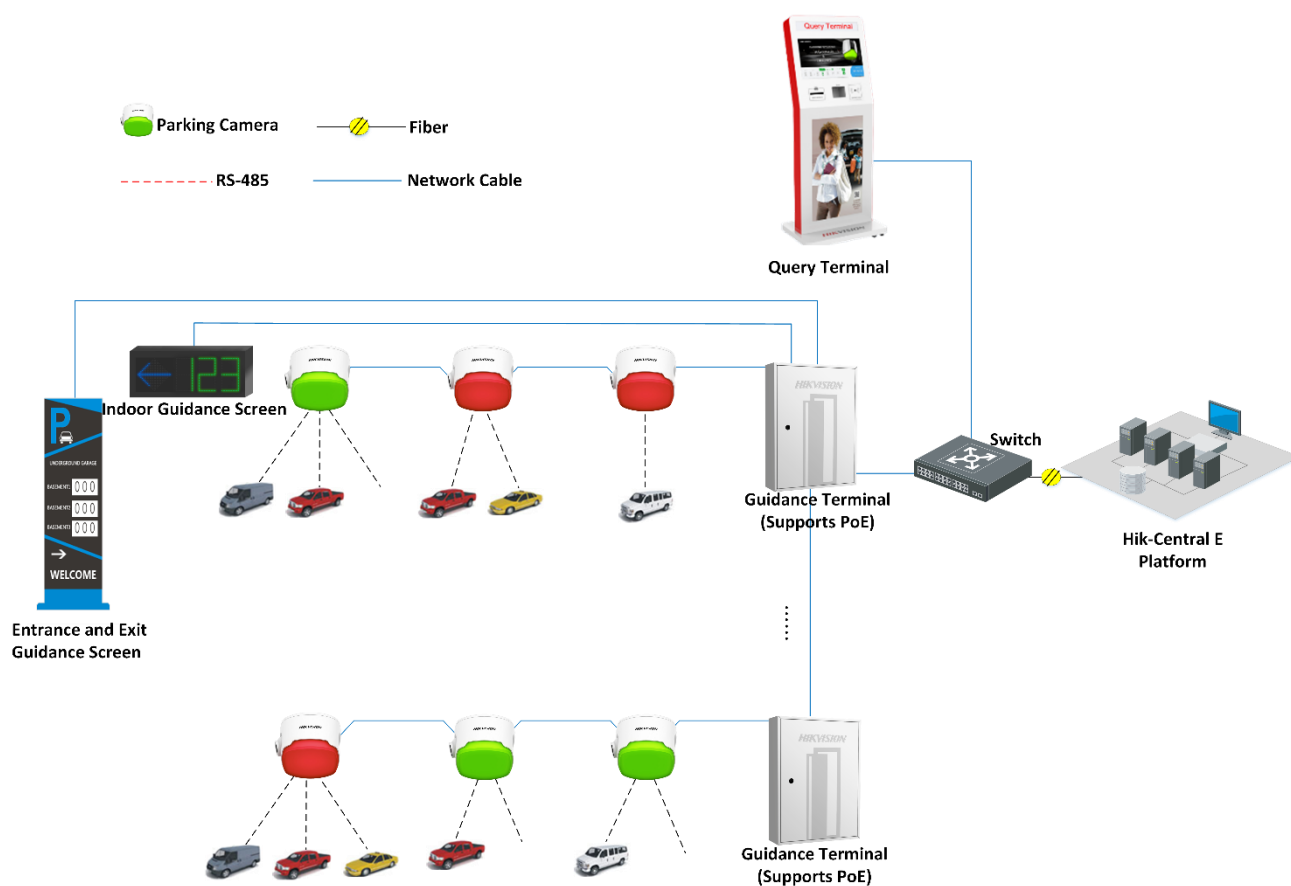 Query Terminal
Parking Camera
Fiber
RS-485
Network Cable
Query Terminal
HIKVISION
HIKVISION
HIKVISION
123
Indoor Guidance Screen
HIKVISION
P
UNDERGROUND GARAGE
BASEMENT1 000
BASEMENT2 000
BASEMENT3 000
WELCOME
Entrance and Exit
Guidance Screen
Guidance Terminal
(Supports PoE)
Switch
Hik-Central E
Platform
HIKVISION
HIKVISION
HIKVISION
HIKVISION
Guidance Terminal
(Supports PoE)